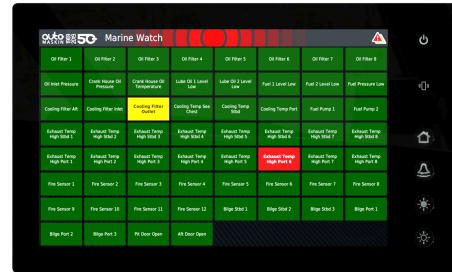 auto
MASKIN
50
Marine Watch
Oil Filter 1
Oil Filter 2
Oil Filter 3
Oil Filter 4
Oil Filter 5
Oil Filter 6
Oil Filter 7
Oil Filter 8
Oil Inlet Pressure
Crank House Oil
Pressure
Crank House Oil
Temperature
Lube Oil 1 Level
Low
Lube Oil 2 Level
Low
Fuel 1 Level Low
Fuel 2 Level Low
Fuel Pressure Low
Cooling Filter Aft
Cooling Filter Inlet
Cooling Filter
Outlet
Cooling Temp Sea
Chest
Cooling Temp
Stbd
Cooling Temp Port
Fuel Pump 1
Fuel Pump 2
Exhaust Temp
High Stbd 1
Exhaust Temp
High Stbd 2
Exhaust Temp
High Stbd 3
Exhaust Temp
High Stbd 4
Exhaust Temp
High Stbd 5
Exhaust Temp
High Stbd 6
Exhaust Temp
High Stbd 7
Exhaust Temp
High Stbd 8
Exhaust Temp
High Port 1
Exhaust Temp
High Port 2
Exhaust Temp
High Port 3
Exhaust Temp
High Port 4
Exhaust Temp
High Port 5
Exhaust Temp
High Port 6
Exhaust Temp
High Port 7
Exhaust Temp
High Port 8
Fire Sensor 1
Fire Sensor 2
Fire Sensor 3
Fire Sensor 4
Fire Sensor 5
Fire Sensor 6
Fire Sensor 7
Fire Sensor 8
Fire Sensor 9
Fire Sensor 10
Fire Sensor 11
Fire Sensor 12
Bilge Stbd 1
Bilge Stbd 2
Bilge Stbd 3
Bilge Port 1
Bilge Port 2
Bilge Port 3
Pit Door Open
Aft Door Open